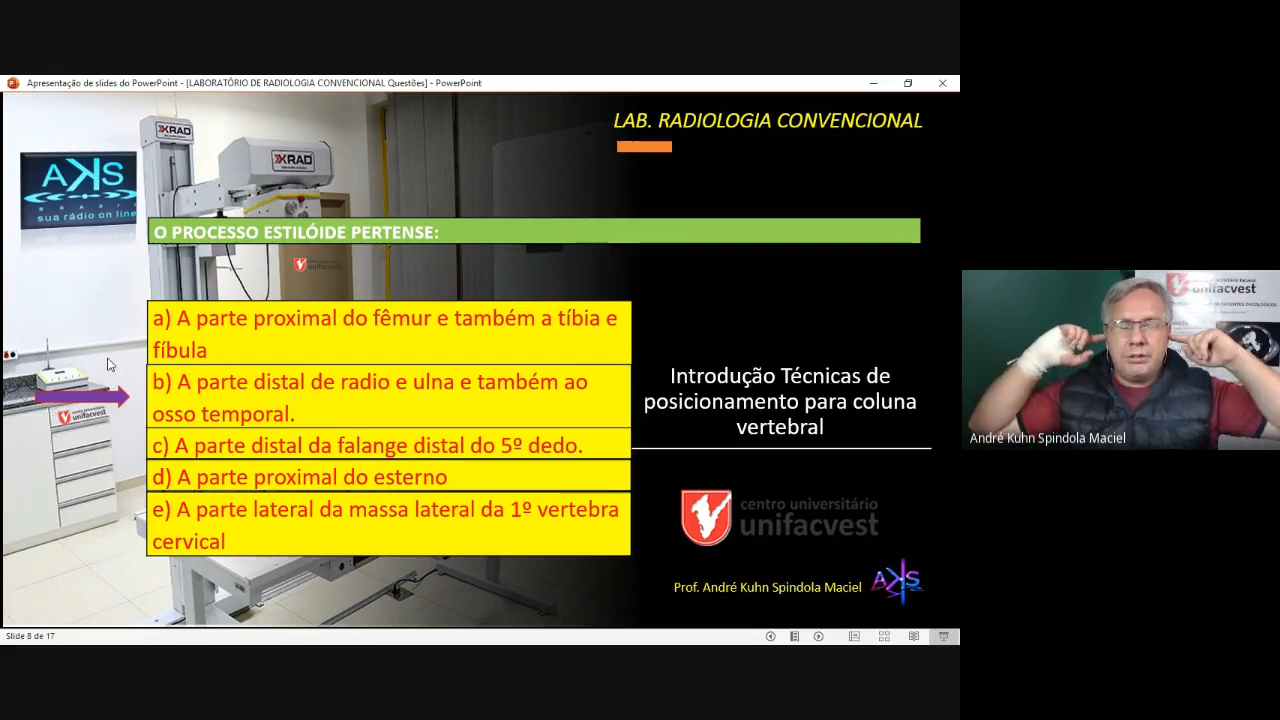 Apresentação de slides do PowerPoint - [LABORATÓRIO DE RADIOLOGIA CONVENCIONAL Questões] - PowerPoint
LAB. RADIOLOGIA CONVENCIONAL
XRAD
XRAD
AKS
sua rádio on line
O PROCESSO ESTILÓIDE PERTENSE:
a) A parte proximal do fêmur e também a tíbia e
fíbula
b) A parte distal de radio e ulna e também ao
osso temporal.
c) A parte distal da falange distal do 5º dedo.
d) A parte proximal do esterno
e) A parte lateral da massa lateral da 1º vertebra
cervical
unifacvest
Introdução Técnicas de
posicionamento para coluna
vertebral
centro universitário
unifacvest
Prof. André Kuhn Spindola Maciel
AKS
Slide 8 de 17
unifacvest
André Kuhn Spindola Maciel